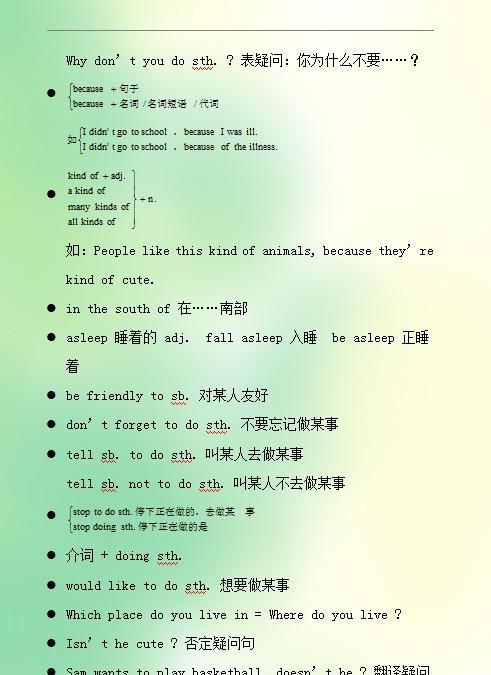 Why don't you do sth. ? 表疑问: 你为什么不要……?
● because + 句子
because + 名词 / 名词短语 / 代词
如 I didn't go to school . because I was ill.
I didn't go to school . because of the illness.
● kind of + adj.
a kind of
many kinds of
all kinds of
+ n.
如: People like this kind of animals, because they're
kind of cute.
● in the south of 在……南部
● asleep 睡着的 adj. fall asleep 入睡 be asleep 正睡
着
● be friendly to sb. 对某人友好
● don't forget to do sth. 不要忘记做某事
● tell sb. to do sth. 叫某人去做某事
tell sb. not to do sth. 叫某人不去做某事
● stop to do sth. 停下正在做的, 去做某 事
stop doing sth. 停下正在做的是
● 介词 + doing sth.
● would like to do sth. 想要做某事
● Which place do you live in = Where do you live ?
● Isn't he cute ? 否定疑问句
● Sam wants to play basketball, doesn't he ? 翻译疑问